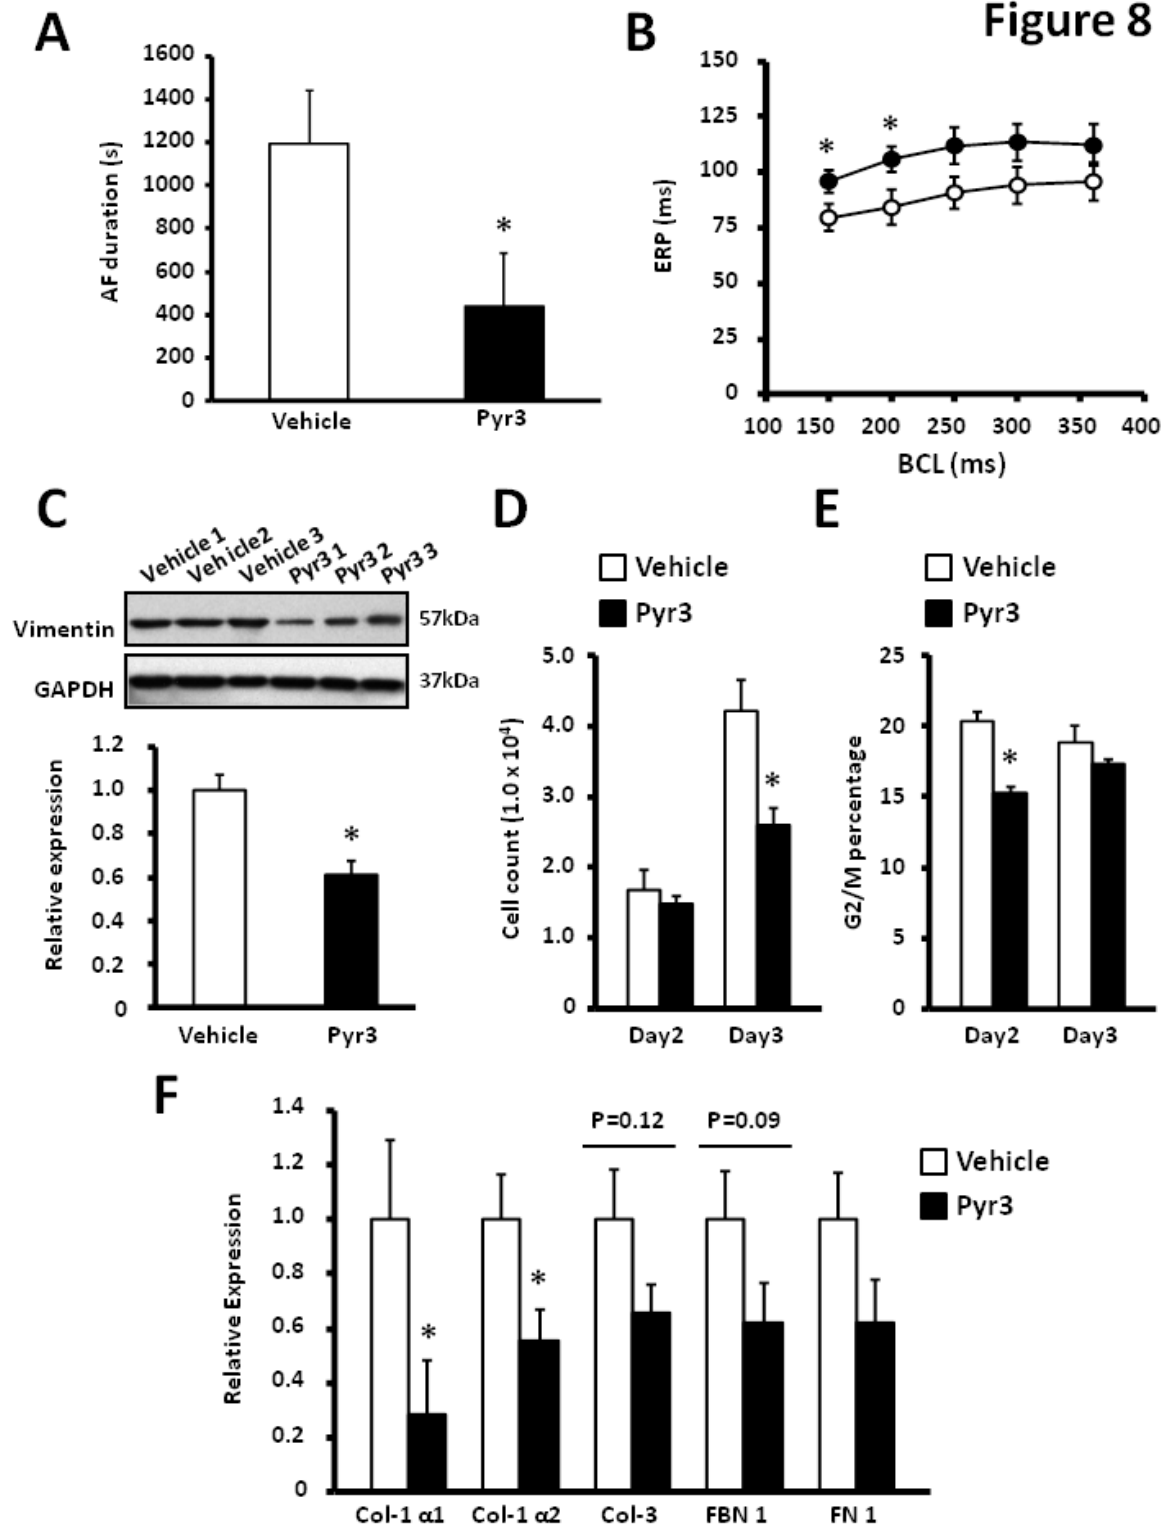 Figure 8
A
1600
1400
1200
1000
800
600
400
200
0
AF duration (s)
*
Vehicle
Pyr3
B
150
125
100
75
50
25
0
ERP (ms)
* *
100 150 200 250 300 350 400
BCL (ms)
C
Vehicle 1
Vehicle2
Vehicle 3
Pyr3 1
Pyr3 2
Pyr3 3
Vimentin
57kDa
GAPDH
37kDa
1.2
1.0
0.8
0.6
0.4
0.2
0
Relative expression
*
Vehicle
Pyr3
D
Vehicle
Pyr3
5.0
4.0
3.0
2.0
1.0
0
Cell count (1.0 x 10⁴)
*
Day2 Day3
E
Vehicle
Pyr3
25
20
15
10
5
0
G2/M percentage
*
Day2 Day3
F
1.4
1.2
1.0
0.8
0.6
0.4
0.2
0
Relative Expression
P=0.12
P=0.09
* *
Vehicle
Pyr3
Col-1 α1 Col-1 α2 Col-3 FBN 1 FN 1